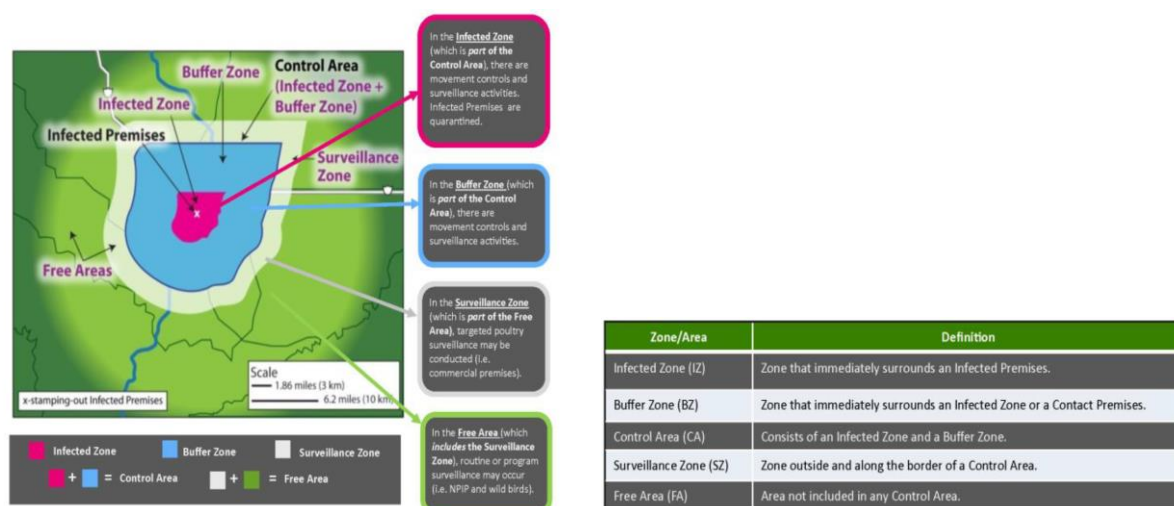 Buffer Zone
Control Area
(Infected Zone +
Buffer Zone)
Infected Zone
Infected Premises
Surveillance
Zone
Free Areas
x
Scale
1.86 miles (3 km)
6.2 miles (10 km)
x-stamping-out Infected Premises
Infected Zone
Buffer Zone
Surveillance Zone
+ = Control Area
+ = Free Area
In the Infected Zone
(which is part of the
Control Area), there are
movement controls and
surveillance activities.
Infected Premises are
quarantined.
In the Buffer Zone (which
is part of the Control
Area), there are
movement controls and
surveillance activities.
In the Surveillance Zone
(which is part of the Free
Area), targeted poultry
surveillance may be
conducted (i.e.
commercial premises).
In the Free Area (which
includes the Surveillance
Zone), routine or program
surveillance may occur
(i.e. NPIP and wild birds).
Zone/Area Definition
Infected Zone (IZ) Zone that immediately surrounds an Infected Premises.
Buffer Zone (BZ) Zone that immediately surrounds an Infected Zone or a Contact Premises.
Control Area (CA) Consists of an Infected Zone and a Buffer Zone.
Surveillance Zone (SZ) Zone outside and along the border of a Control Area.
Free Area (FA) Area not included in any Control Area.